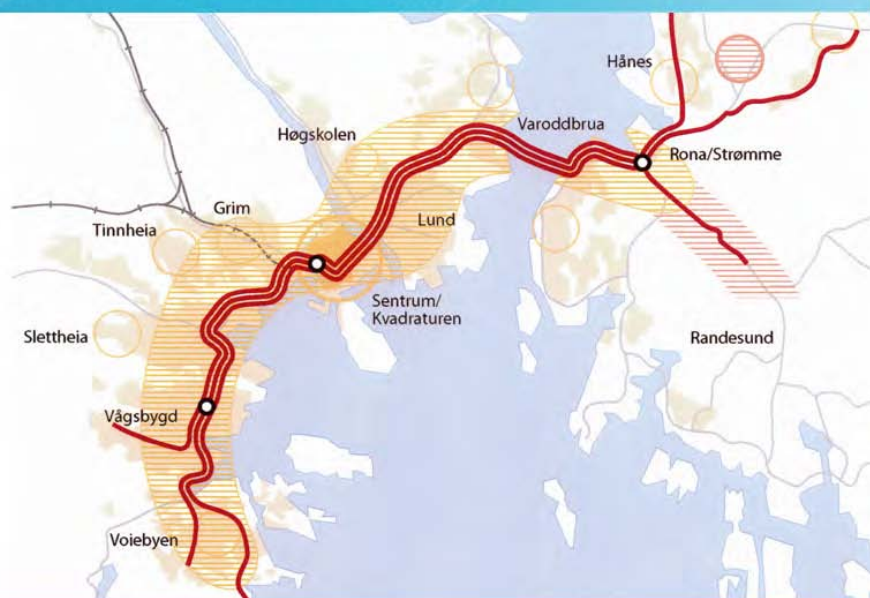 Hånes
Varoddbrua
Høgskolen
Rona/Strømme
Grim
Lund
Tinnheia
Sentrum/
Kvadraturen
Slettheia
Randesund
Vågsbygd
Voiebyen